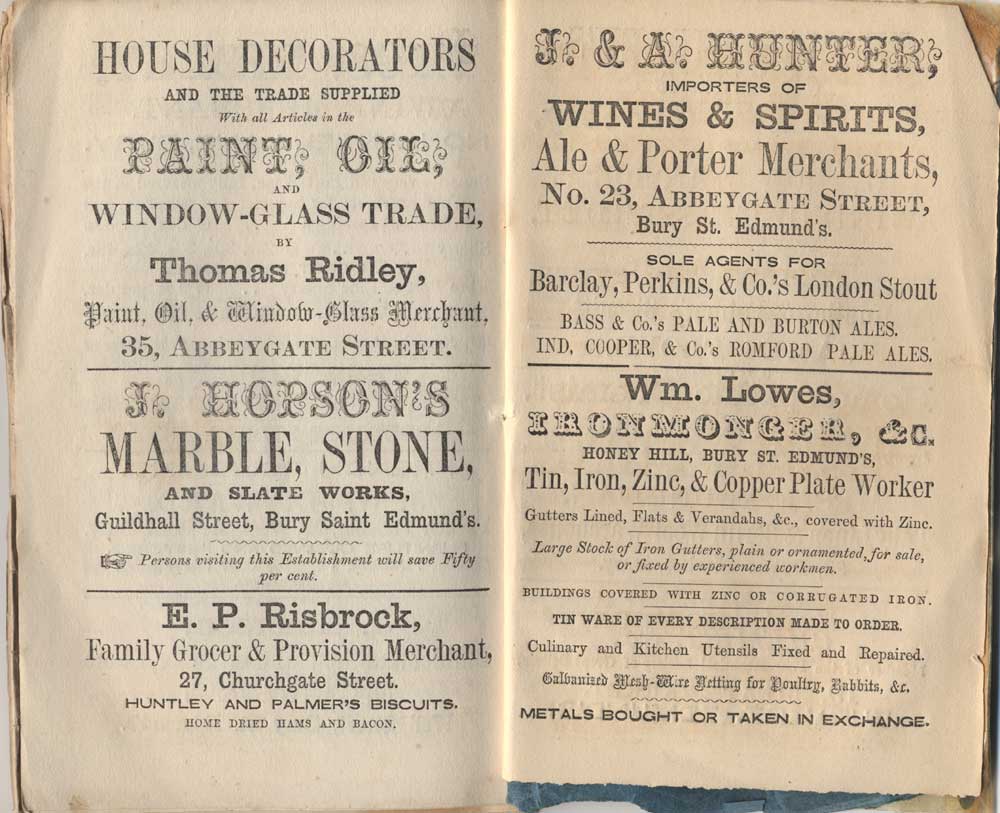 HOUSE DECORATORS
AND THE TRADE SUPPLIED
With all Articles in the
PAINT, OIL,
AND
WINDOW-GLASS TRADE,
BY
Thomas Ridley,
Paint, Oil, & Window-Glass Merchant,
35, ABBEYGATE STREET.
J. HOPSON'S
MARBLE, STONE,
AND SLATE WORKS,
Guildhall Street, Bury Saint Edmund's.
☞ Persons visiting this Establishment will save Fifty
per cent.
E. P. Risbrock,
Family Grocer & Provision Merchant,
27, Churchgate Street.
HUNTLEY AND PALMER'S BISCUITS.
HOME DRIED HAMS AND BACON.
J. & A. HUNTER,
IMPORTERS OF
WINES & SPIRITS,
Ale & Porter Merchants,
No. 23, ABBEYGATE STREET,
Bury St. Edmund's.
SOLE AGENTS FOR
Barclay, Perkins, & Co.'s London Stout
BASS & Co.'s PALE AND BURTON ALES.
IND, COOPER, & Co.'s ROMFORD PALE ALES.
Wm. Lowes,
IRONMONGER, &c.
HONEY HILL, BURY ST. EDMUND'S,
Tin, Iron, Zinc, & Copper Plate Worker
Gutters Lined, Flats & Verandahs, &c., covered with Zinc.
Large Stock of Iron Gutters, plain or ornamented, for sale,
or fixed by experienced workmen.
BUILDINGS COVERED WITH ZINC OR CORRUGATED IRON.
TIN WARE OF EVERY DESCRIPTION MADE TO ORDER.
Culinary and Kitchen Utensils Fixed and Repaired.
Galvanized Mesh-Wire Netting for Poultry, Rabbits, &c.
METALS BOUGHT OR TAKEN IN EXCHANGE.